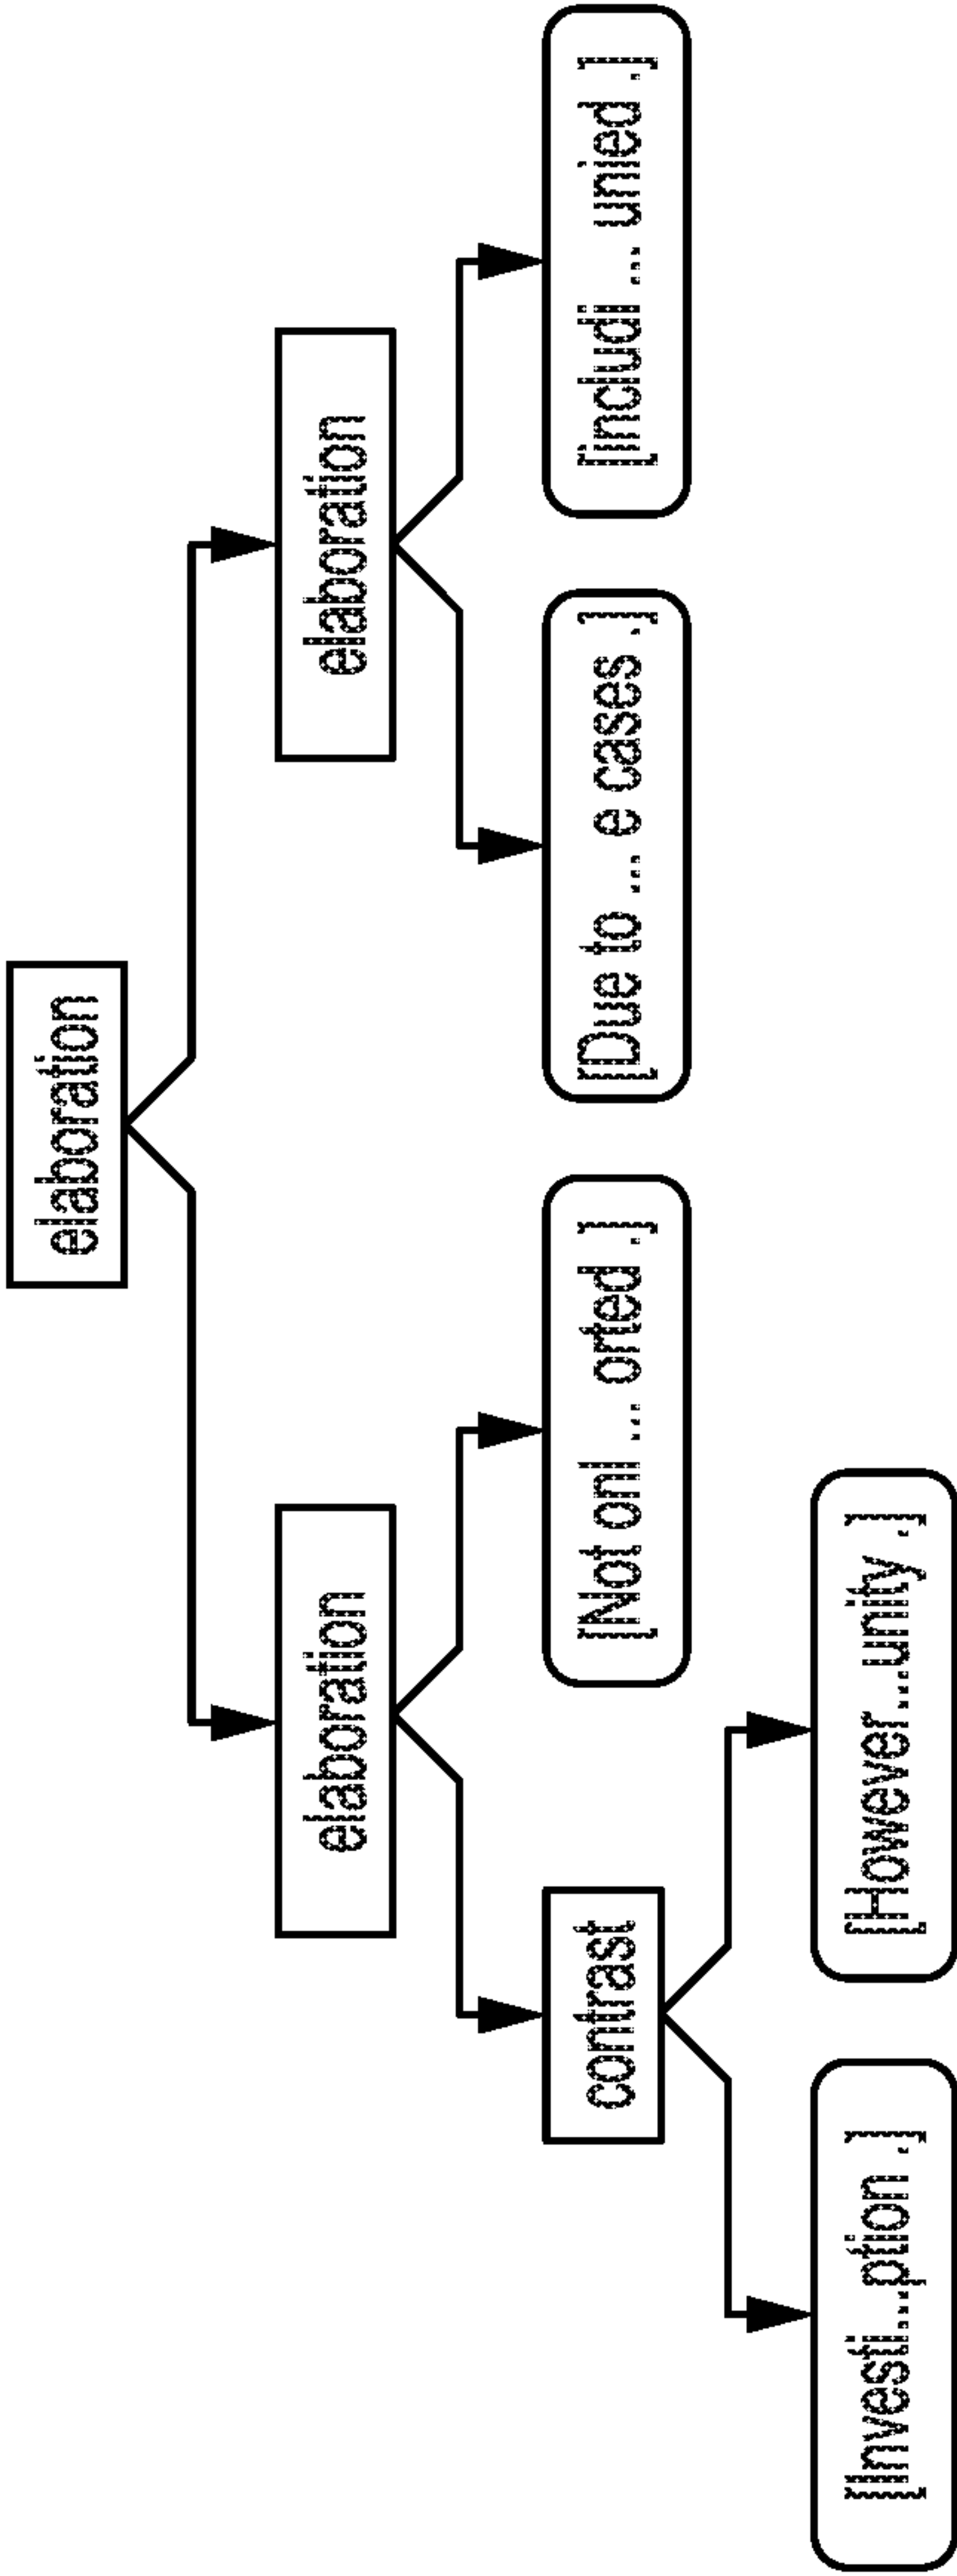 elaboration
elaboration
elaboration
contrast
[Not onl ... orted .]
[Due to ... e cases .]
[includi ... unied .]
[Investi...ption .]
[However...unity .]